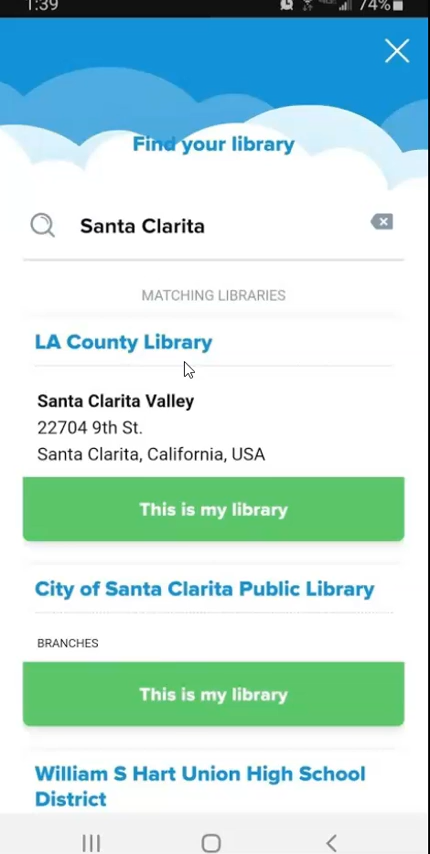 1:39 74%
Find your library
Santa Clarita
MATCHING LIBRARIES
LA County Library
Santa Clarita Valley
22704 9th St.
Santa Clarita, California, USA
This is my library
City of Santa Clarita Public Library
BRANCHES
This is my library
William S Hart Union High School
District